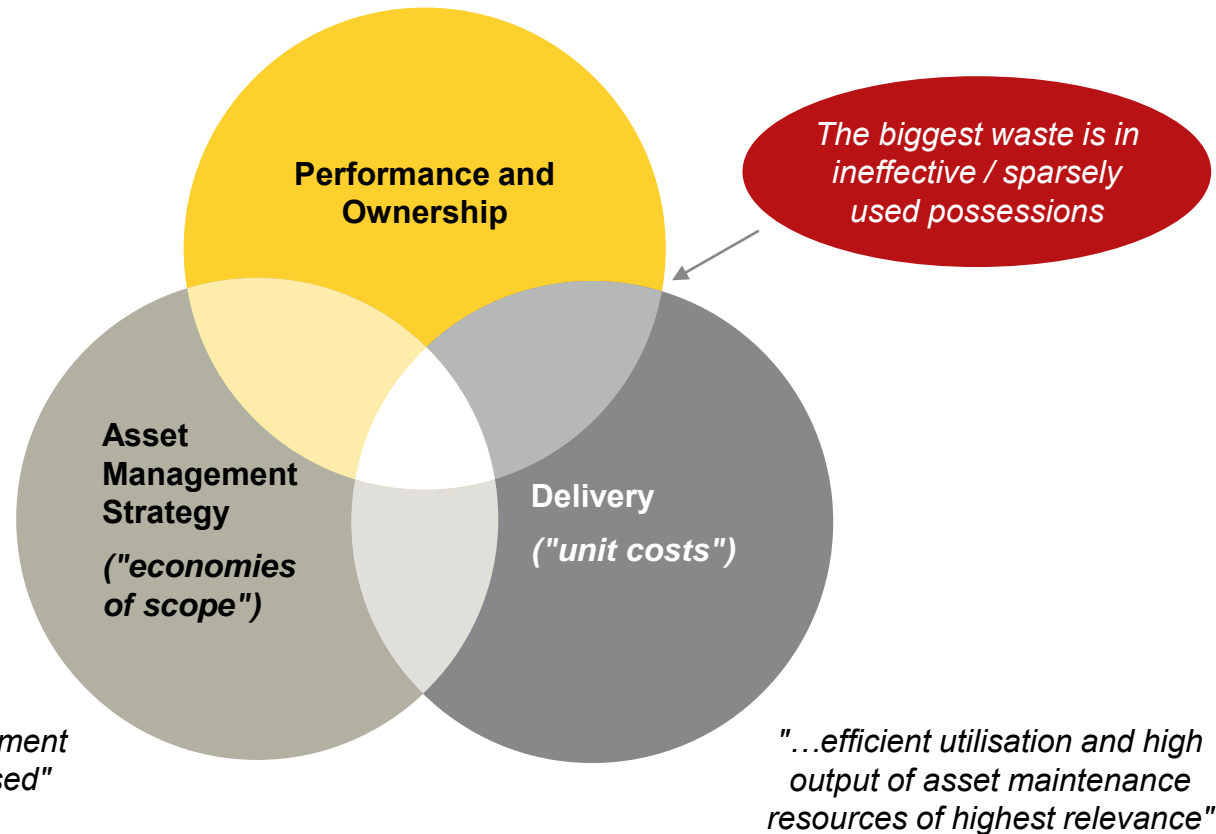 Performance and
Ownership
The biggest waste is in
ineffective / sparsely
used possessions
Asset
Management
Strategy
("economies
of scope")
Delivery
("unit costs")
"…efficient utilisation and high
output of asset maintenance
resources of highest relevance"